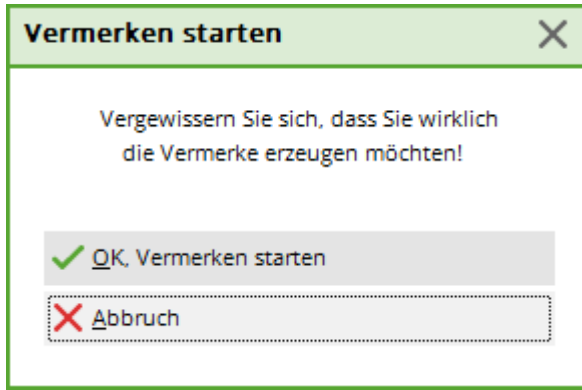 Vermerken starten
Vergewissern Sie sich, dass Sie wirklich
die Vermerke erzeugen möchten!
OK, Vermerken starten
Abbruch